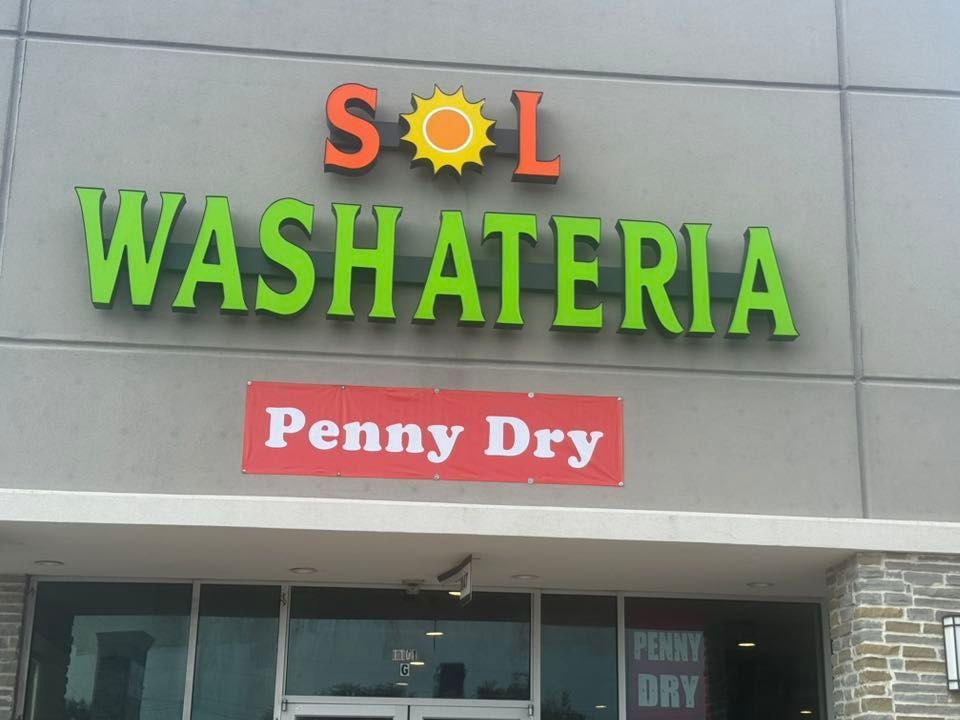 SOL
WASHATERIA
Penny Dry
PENNY
DRY
G